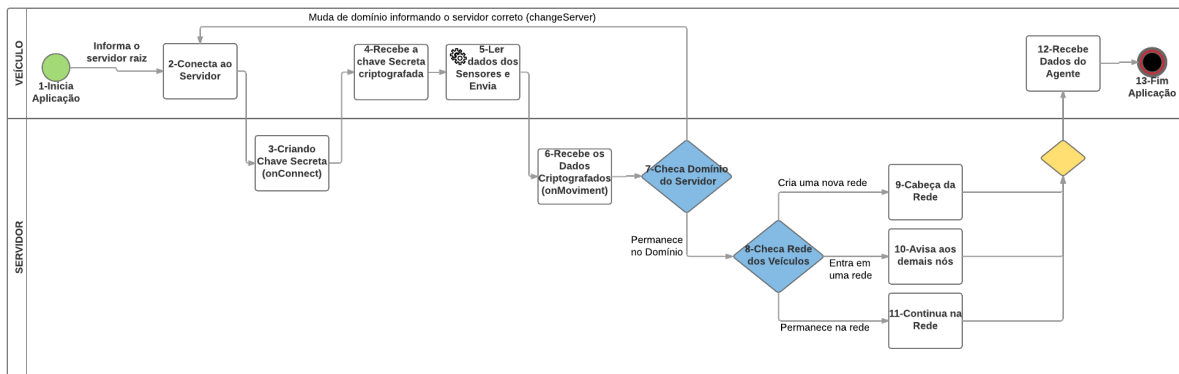 Muda de domínio informando o servidor correto (changeServer)
VEÍCULO
Informa o
servidor raiz
1-Inicia
Aplicação
2-Conecta ao
Servidor
4-Recebe a
chave Secreta
criptografada
5-Ler
dados dos
Sensores e
Envia
12-Recebe
Dados do
Agente
13-Fim
Aplicação
SERVIDOR
3-Criando
Chave Secreta
(onConnect)
6-Recebe os
Dados
Criptografados
(onMoviment)
7-Checa Domínio
do Servidor
Permanece
no Domínio
8-Checa Rede
dos Veículos
Cria uma nova rede
9-Cabeça da
Rede
Entra em
uma rede
10-Avisa aos
demais nós
Permanece na rede
11-Continua na
Rede